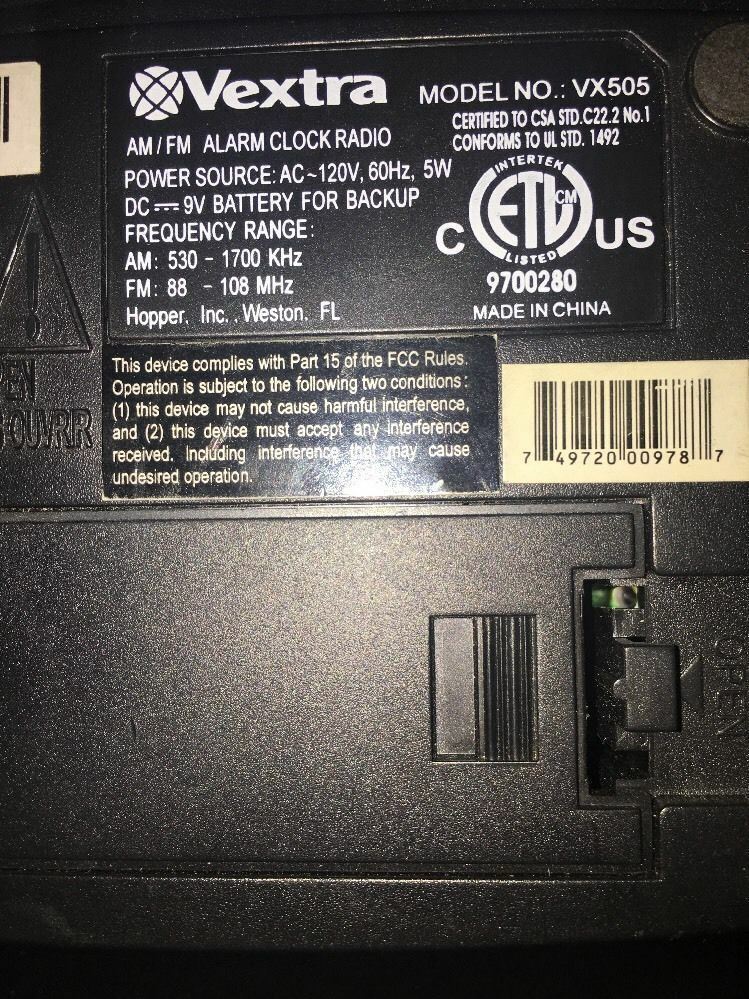 Vextra
MODEL NO.: VX505
AM/FM ALARM CLOCK RADIO
CERTIFIED TO CSA STD.C22.2 No.1
CONFORMS TO UL STD. 1492
POWER SOURCE: AC~120V, 60Hz, 5W
DC ⎓ 9V BATTERY FOR BACKUP
FREQUENCY RANGE:
AM: 530 - 1700 KHz
FM: 88 - 108 MHz
Hopper, Inc., Weston, FL
INTERTEK
C ETL CM US
LISTED
9700280
MADE IN CHINA
This device complies with Part 15 of the FCC Rules.
Operation is subject to the following two conditions:
(1) this device may not cause harmful interference,
and (2) this device must accept any interference
received, Including interference that may cause
undesired operation.
7 49720 00978 7
OUVRIR
OPEN